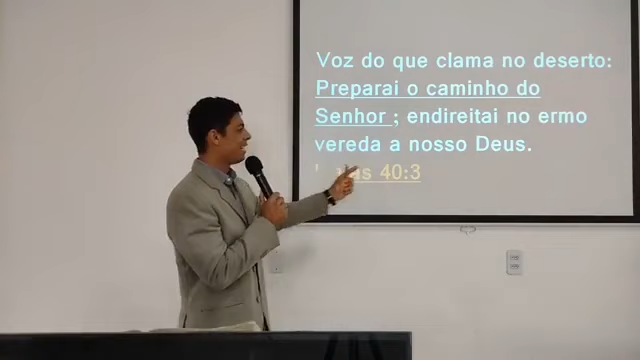 Voz do que clama no deserto:
Preparai o caminho do
Senhor ; endireitai no ermo
vereda a nosso Deus.
40:3